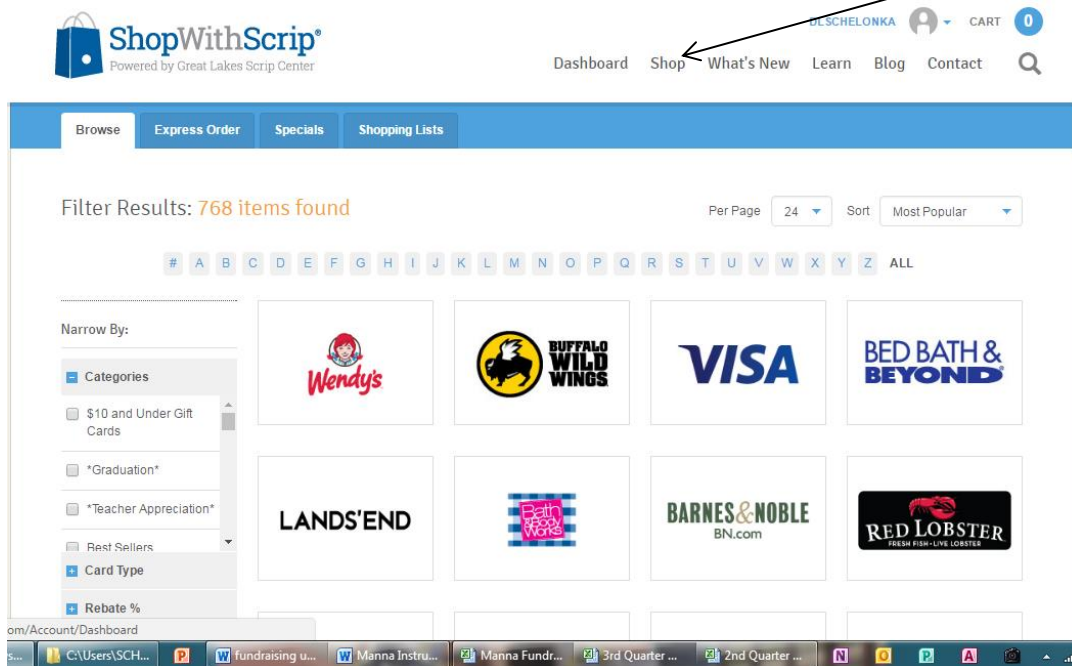 ShopWithScrip®
Powered by Great Lakes Scrip Center
DLSCHELONKA CART 0
Dashboard Shop What's New Learn Blog Contact
Browse Express Order Specials Shopping Lists
Filter Results: 768 items found
Per Page 24 Sort Most Popular
# A B C D E F G H I J K L M N O P Q R S T U V W X Y Z ALL
Narrow By:
Categories
$10 and Under Gift
Cards
*Graduation*
*Teacher Appreciation*
Best Sellers
Card Type
Rebate %
Wendy's
BUFFALO
WILD
WINGS
VISA
BED BATH &
BEYOND
LANDS'END
Bath
&Body
Works
BARNES&NOBLE
BN.com
RED LOBSTER
FRESH FISH • LIVE LOBSTER
om/Account/Dashboard
s... C:\Users\SCH... P W fundraising u... W Manna Instru... Manna Fundr... 3rd Quarter ... 2nd Quarter ... N O P A